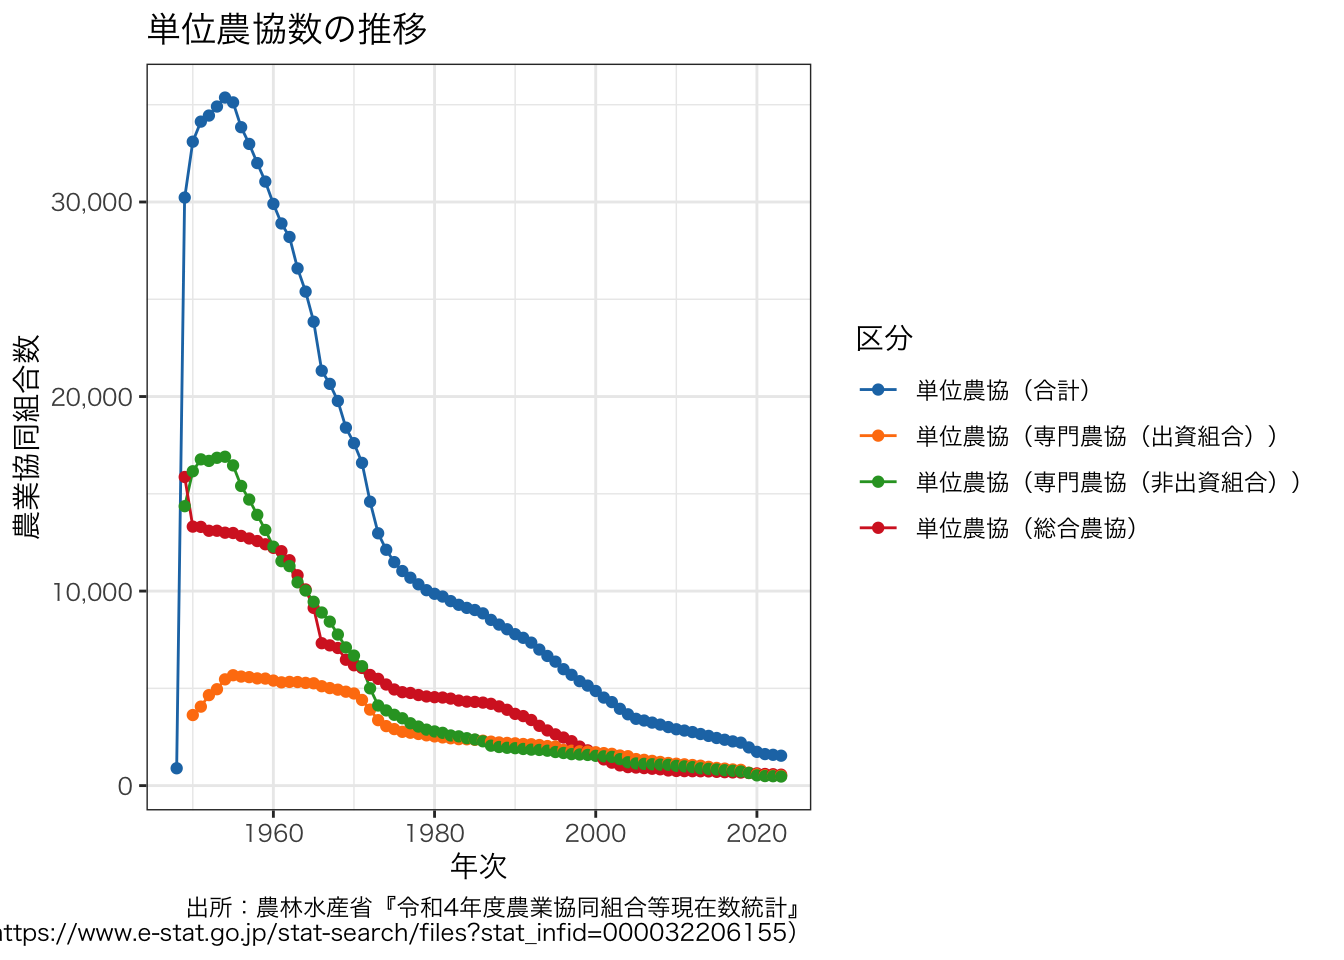 単位農協数の推移
農業協同組合数
30,000
20,000
10,000
0
1960 1980 2000 2020
年次
区分
単位農協（合計）
単位農協（専門農協（出資組合））
単位農協（専門農協（非出資組合））
単位農協（総合農協）
出所：農林水産省『令和4年度農業協同組合等現在数統計』
ttps://www.e-stat.go.jp/stat-search/files?stat_infid=000032206155）